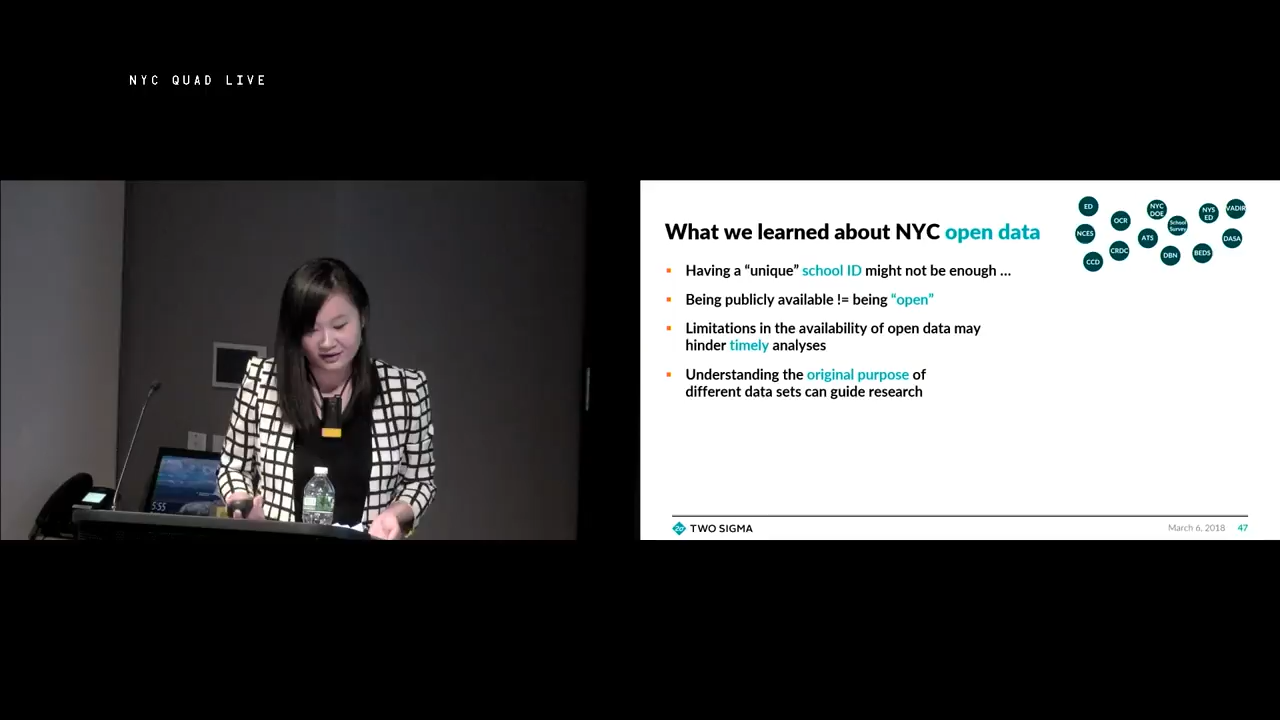 NYC QUAD LIVE
What we learned about NYC open data
Having a “unique” school ID might not be enough ...
Being publicly available != being “open”
Limitations in the availability of open data may
hinder timely analyses
Understanding the original purpose of
different data sets can guide research
ED
OCR
NYC
DOE
School
Survey
NYS
ED
VADIR
NCES
ATS
DASA
CCD
CRDC
DBN
BEDS
5:55
TWO SIGMA
March 6, 2018
47